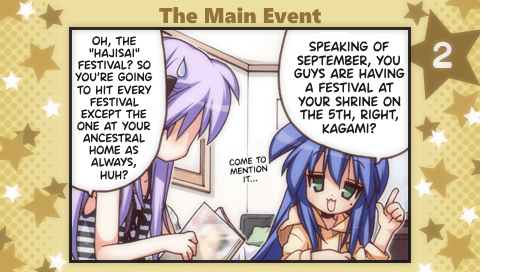 The Main Event
2
SPEAKING OF
SEPTEMBER, YOU
GUYS ARE HAVING
A FESTIVAL AT
YOUR SHRINE ON
THE 5TH, RIGHT,
KAGAMI?
COME TO
MENTION
IT...
OH, THE
"HAJISAI"
FESTIVAL? SO
YOU'RE GOING
TO HIT EVERY
FESTIVAL
EXCEPT THE
ONE AT YOUR
ANCESTRAL
HOME AS
ALWAYS,
HUH?